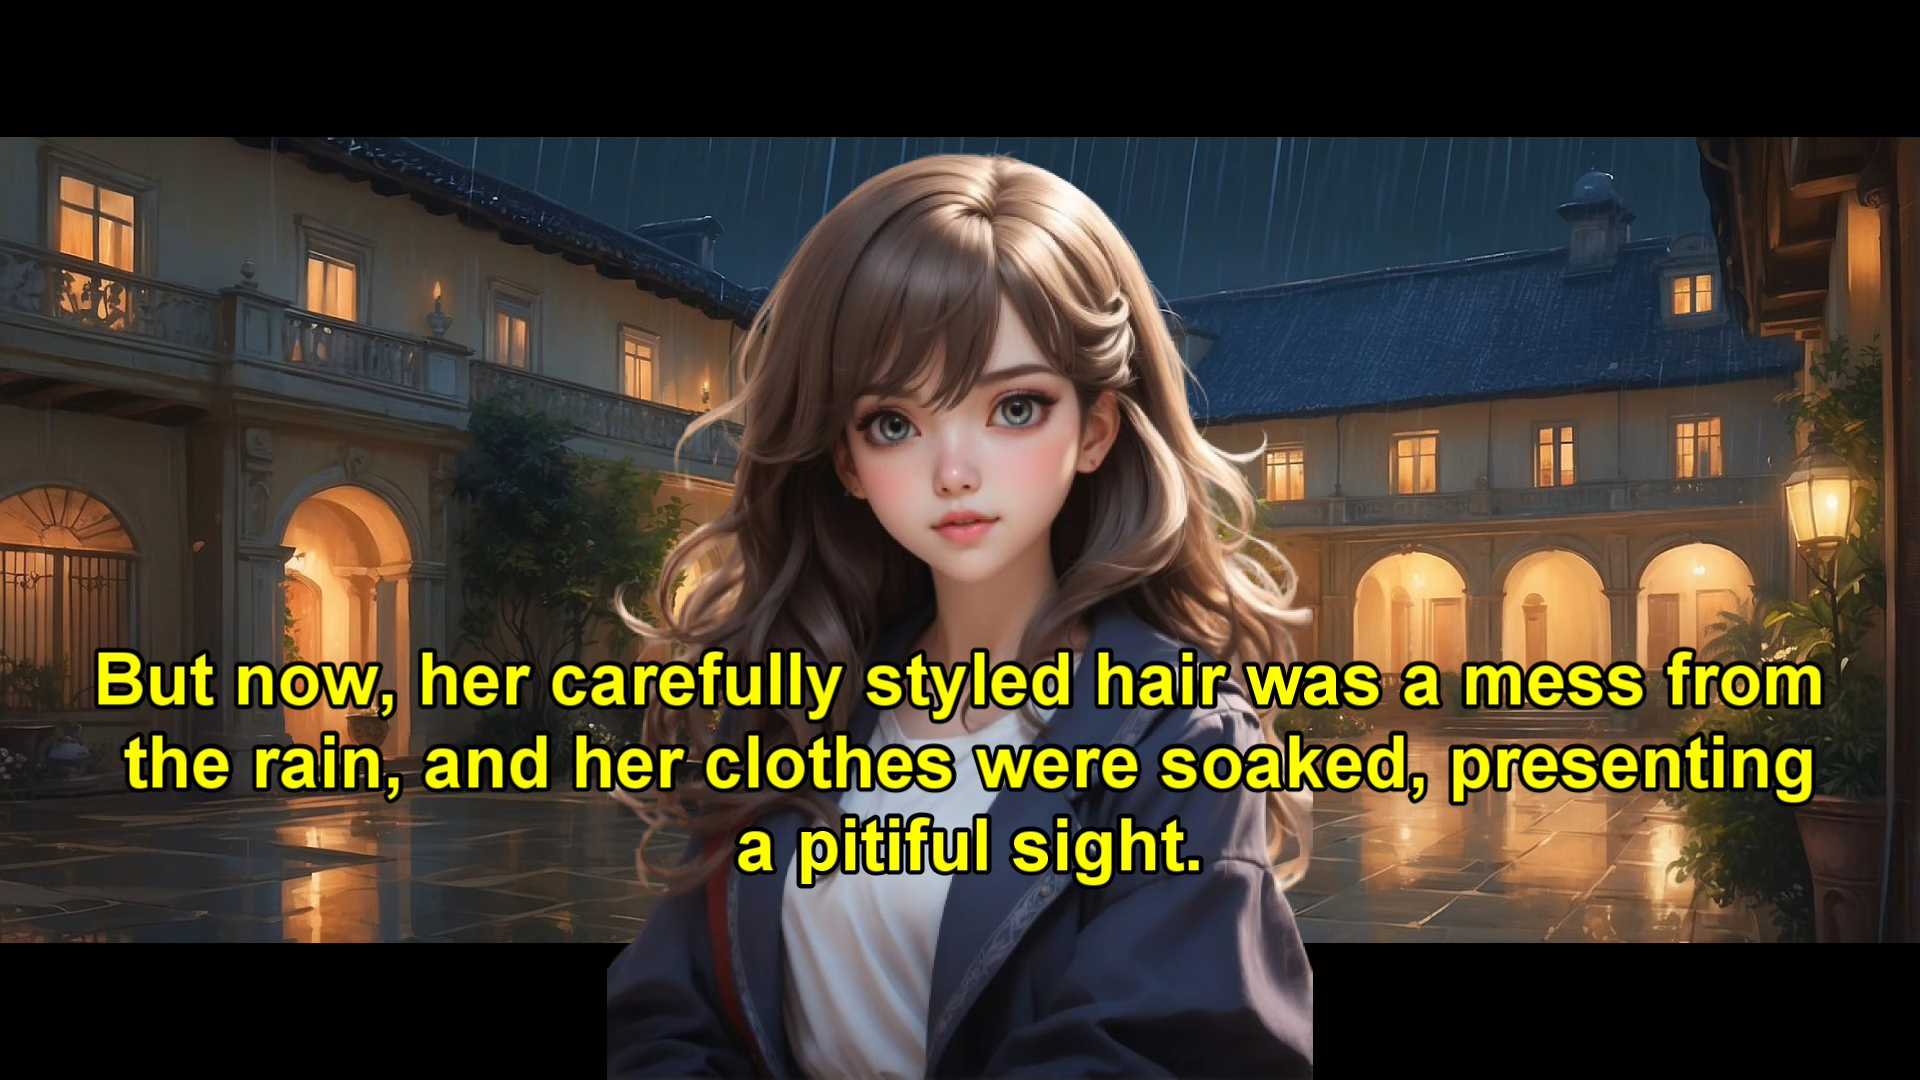 But now, her carefully styled hair was a mess from
the rain, and her clothes were soaked, presenting
a pitiful sight.